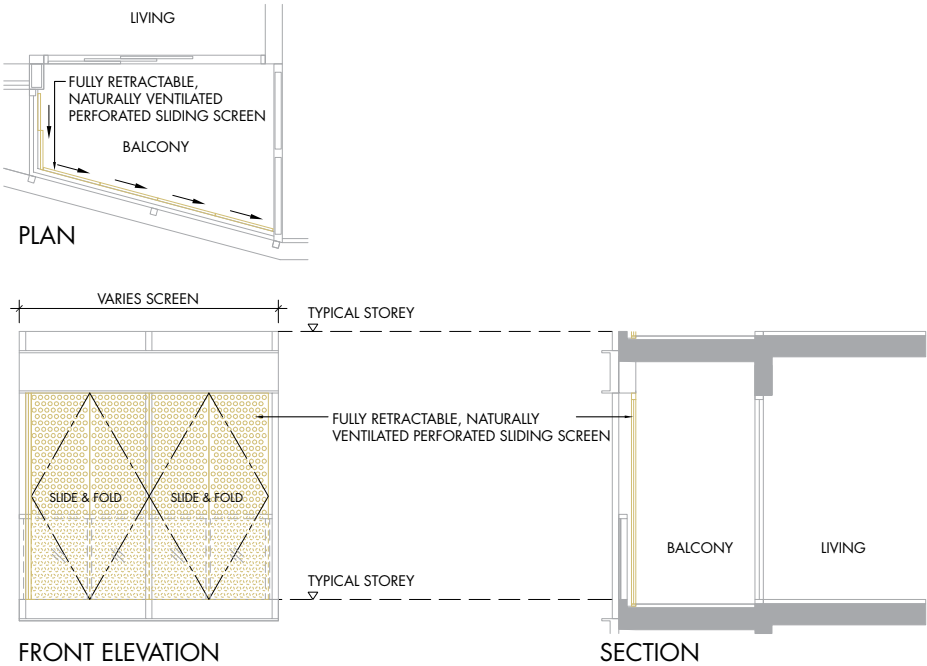 LIVING
FULLY RETRACTABLE,
NATURALLY VENTILATED
PERFORATED SLIDING SCREEN
BALCONY
PLAN
VARIES SCREEN
TYPICAL STOREY
FULLY RETRACTABLE, NATURALLY
VENTILATED PERFORATED SLIDING SCREEN
SLIDE & FOLD
SLIDE & FOLD
BALCONY
LIVING
TYPICAL STOREY
FRONT ELEVATION
SECTION